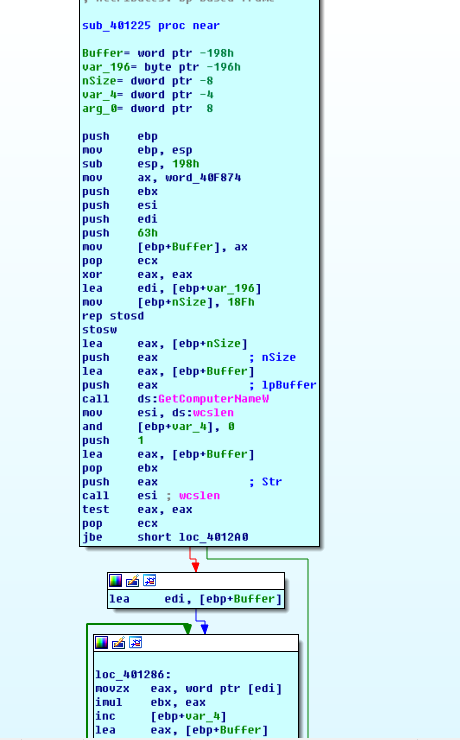 ; Attributes: bp-based frame
sub_401225 proc near
Buffer= word ptr -198h
var_196= byte ptr -196h
nSize= dword ptr -8
var_4= dword ptr -4
arg_0= dword ptr  8
push    ebp
mov     ebp, esp
sub     esp, 198h
mov     ax, word_40F874
push    ebx
push    esi
push    edi
push    63h
mov     [ebp+Buffer], ax
pop     ecx
xor     eax, eax
lea     edi, [ebp+var_196]
mov     [ebp+nSize], 18Fh
rep stosd
stosw
lea     eax, [ebp+nSize]
push    eax             ; nSize
lea     eax, [ebp+Buffer]
push    eax             ; lpBuffer
call    ds:GetComputerNameW
mov     esi, ds:wcslen
and     [ebp+var_4], 0
push    1
lea     eax, [ebp+Buffer]
pop     ebx
push    eax             ; Str
call    esi ; wcslen
test    eax, eax
pop     ecx
jbe     short loc_4012A0
lea     edi, [ebp+Buffer]
loc_401286:
movzx   eax, word ptr [edi]
imul    ebx, eax
inc     [ebp+var_4]
lea     eax, [ebp+Buffer]